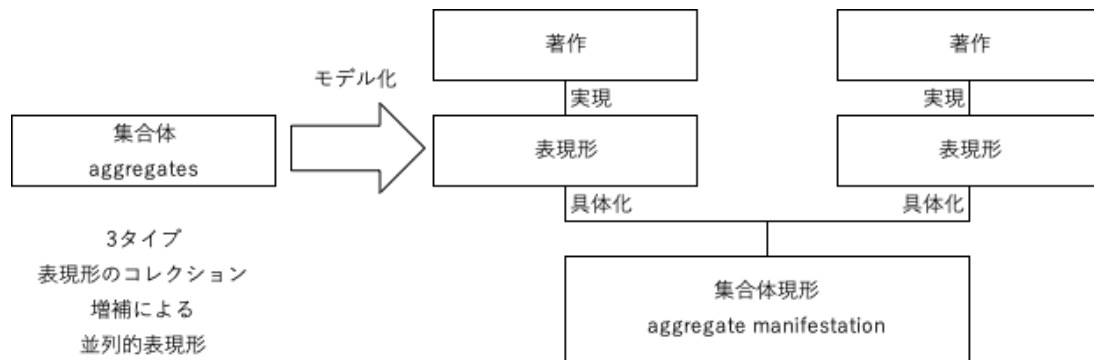 著作
著作
モデル化
実現
実現
集合体
aggregates
表現形
表現形
具体化
具体化
3タイプ
表現形のコレクション
増補による
並列的表現形
集合体現形
aggregate manifestation